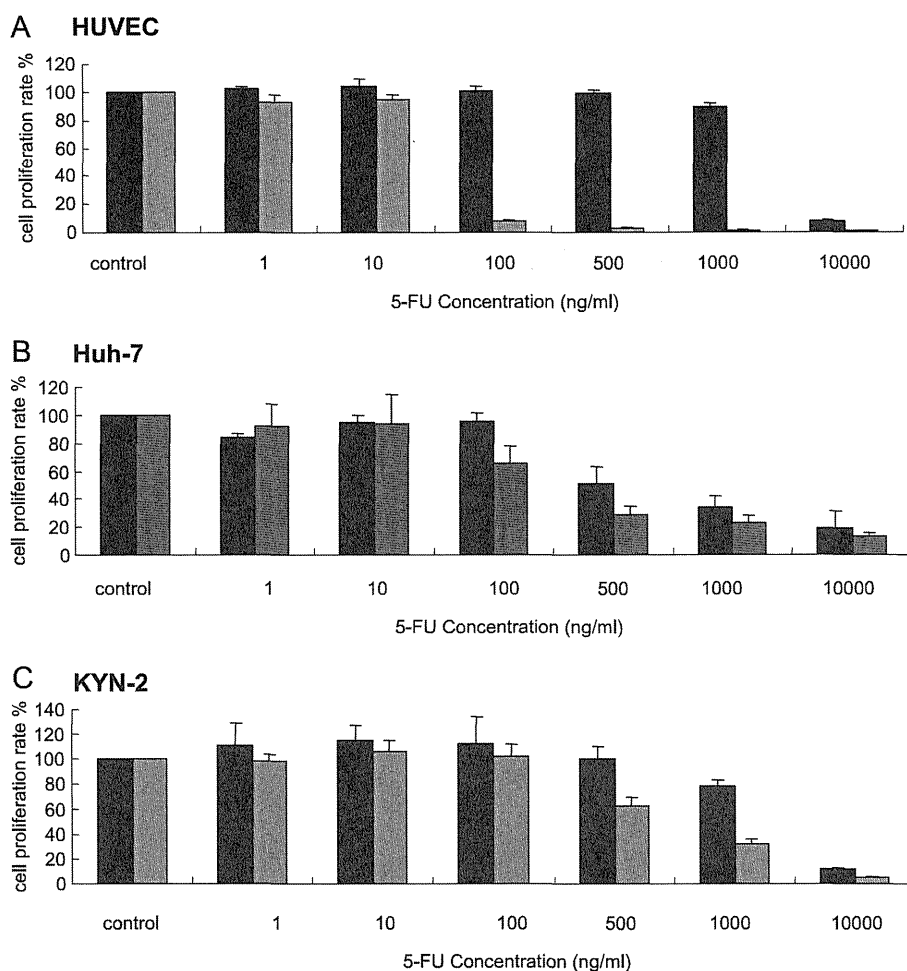 A HUVEC
cell proliferation rate %
120
100
80
60
40
20
0
control 1 10 100 500 1000 10000
5-FU Concentration (ng/ml)
B Huh-7
cell proliferation rate %
120
100
80
60
40
20
0
control 1 10 100 500 1000 10000
5-FU Concentration (ng/ml)
C KYN-2
cell proliferation rate %
140
120
100
80
60
40
20
0
control 1 10 100 500 1000 10000
5-FU Concentration (ng/ml)